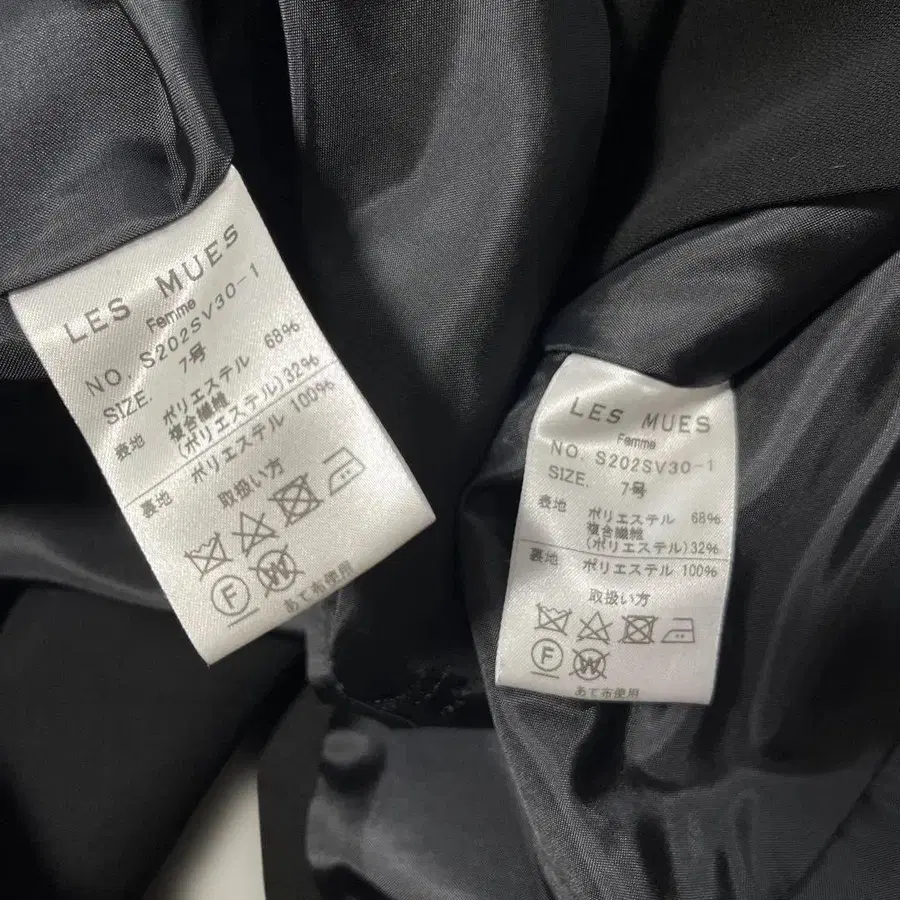 LES MUES
Femme
NO. S202SV30-1
SIZE. 7号
表地 ポリエステル 68%
複合繊維
(ポリエステル)32%
裏地 ポリエステル 100%
取扱い方
F W
あて布使用
LES MUES
Femme
NO. S202SV30-1
SIZE. 7号
表地 ポリエステル 68%
複合繊維
(ポリエステル)32%
裏地 ポリエステル 100%
取扱い方
F W
あて布使用